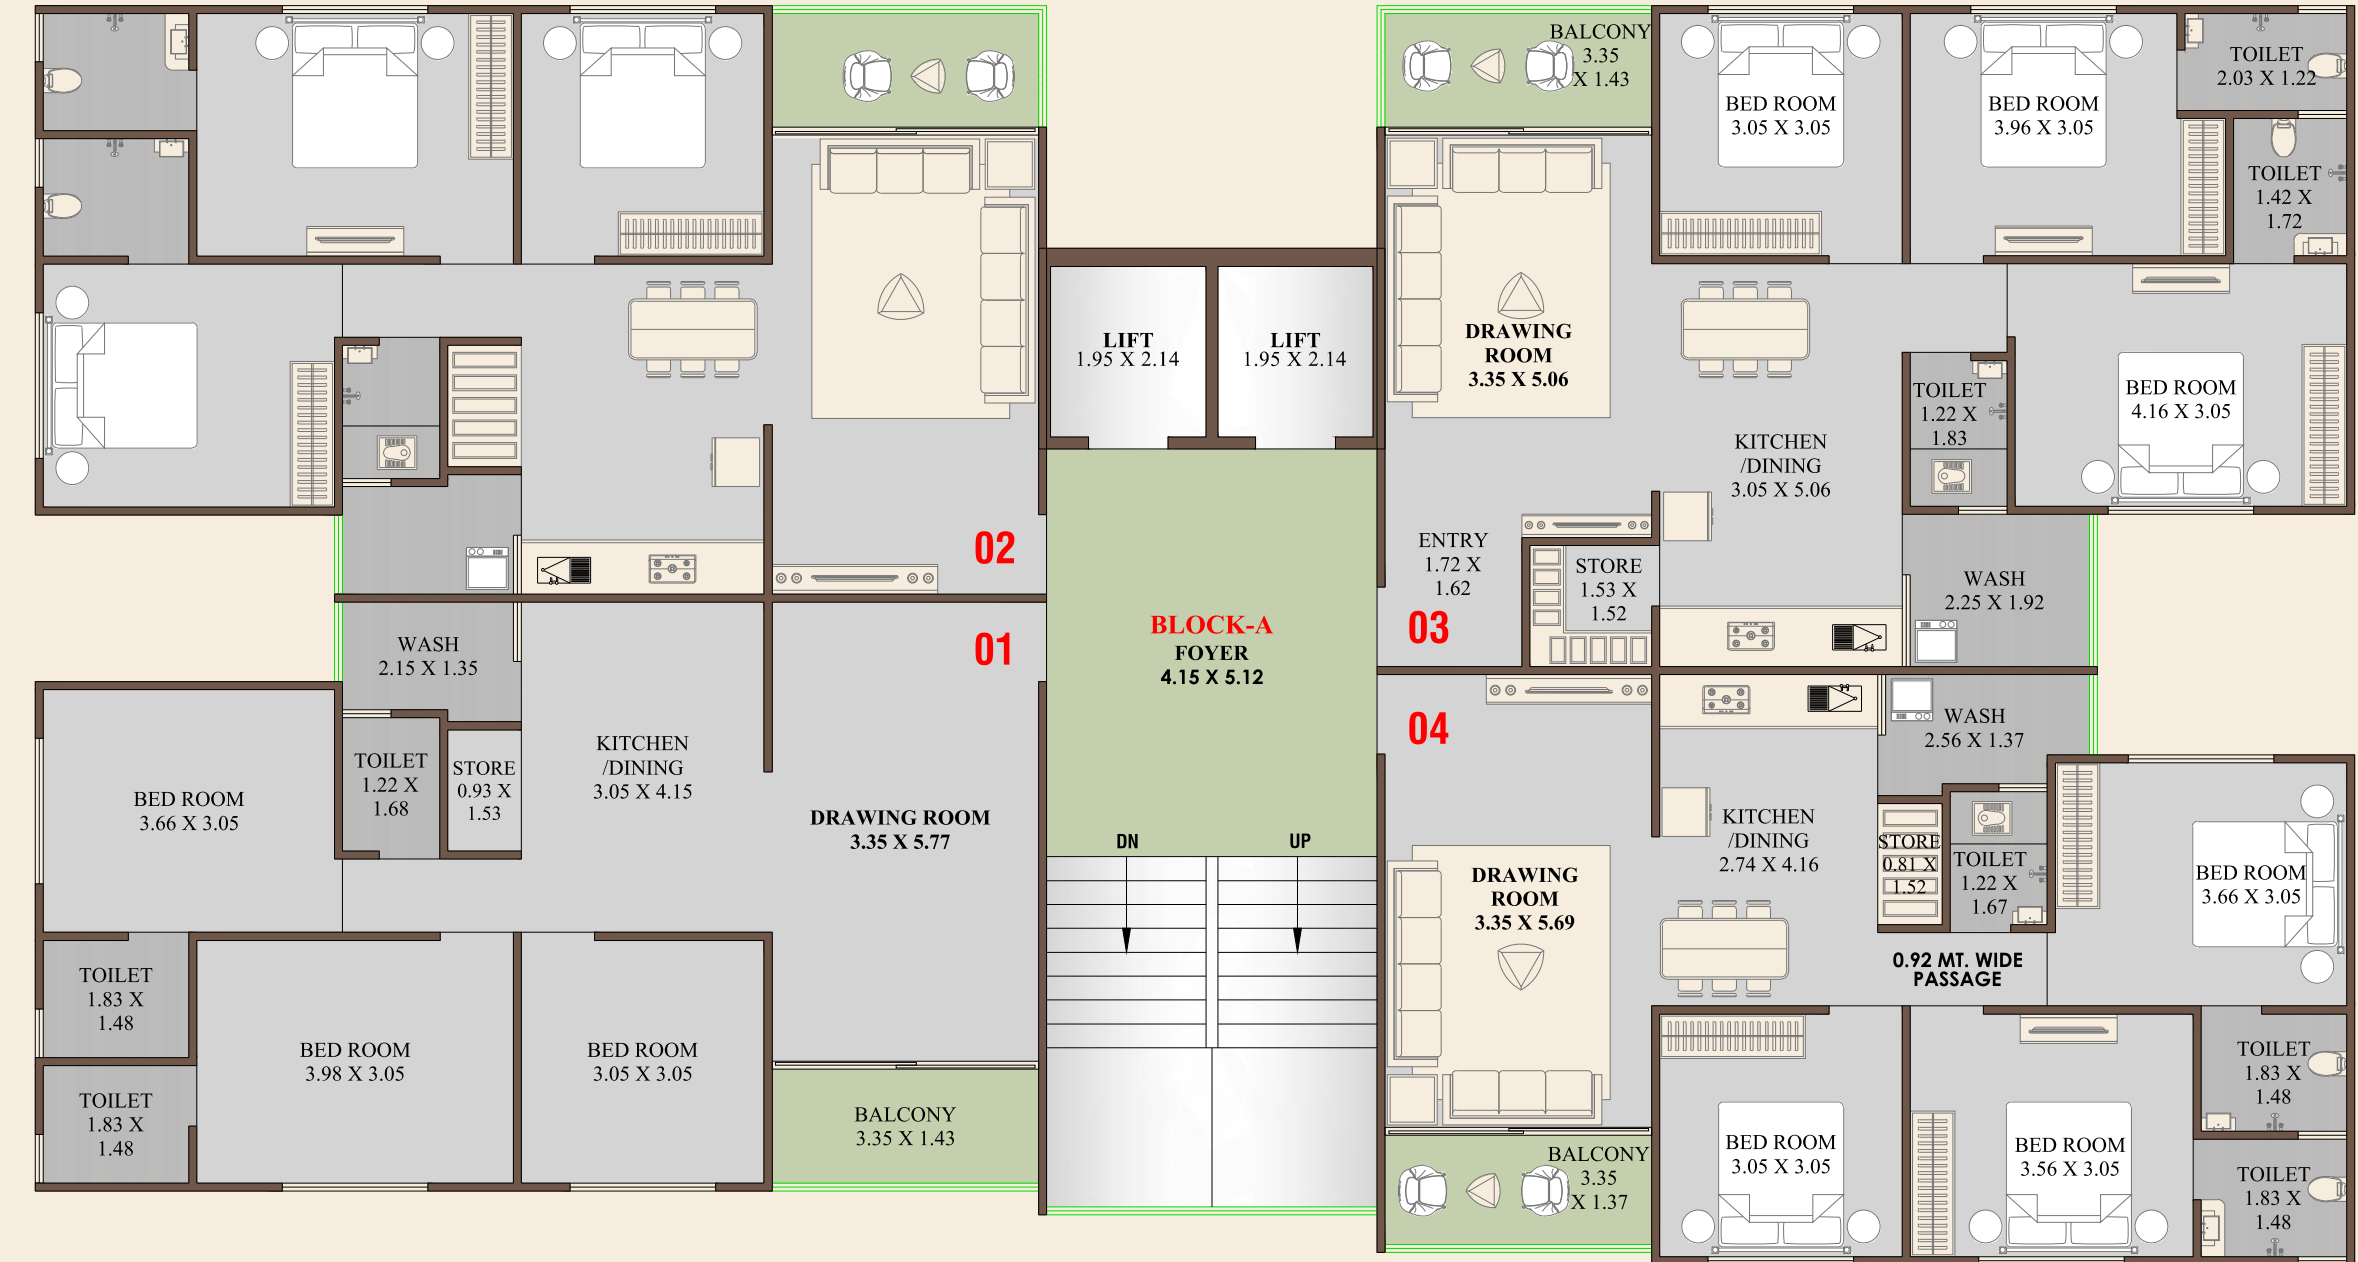 BALCONY
3.35
X 1.43
BED ROOM
3.05 X 3.05
BED ROOM
3.96 X 3.05
TOILET
2.03 X 1.22
TOILET
1.42 X
1.72
LIFT
1.95 X 2.14
LIFT
1.95 X 2.14
DRAWING
ROOM
3.35 X 5.06
TOILET
1.22 X
1.83
BED ROOM
4.16 X 3.05
KITCHEN
/DINING
3.05 X 5.06
02
ENTRY
1.72 X
1.62
STORE
1.53 X
1.52
WASH
2.25 X 1.92
03
01
BLOCK-A
FOYER
4.15 X 5.12
WASH
2.15 X 1.35
04
WASH
2.56 X 1.37
BED ROOM
3.66 X 3.05
TOILET
1.22 X
1.68
STORE
0.93 X
1.53
KITCHEN
/DINING
3.05 X 4.15
DRAWING ROOM
3.35 X 5.77
DN
UP
KITCHEN
/DINING
2.74 X 4.16
STORE
0.81 X
1.52
TOILET
1.22 X
1.67
BED ROOM
3.66 X 3.05
DRAWING
ROOM
3.35 X 5.69
0.92 MT. WIDE
PASSAGE
TOILET
1.83 X
1.48
BED ROOM
3.98 X 3.05
BED ROOM
3.05 X 3.05
TOILET
1.83 X
1.48
TOILET
1.83 X
1.48
BALCONY
3.35 X 1.43
BALCONY
3.35
X 1.37
BED ROOM
3.05 X 3.05
BED ROOM
3.56 X 3.05
TOILET
1.83 X
1.48